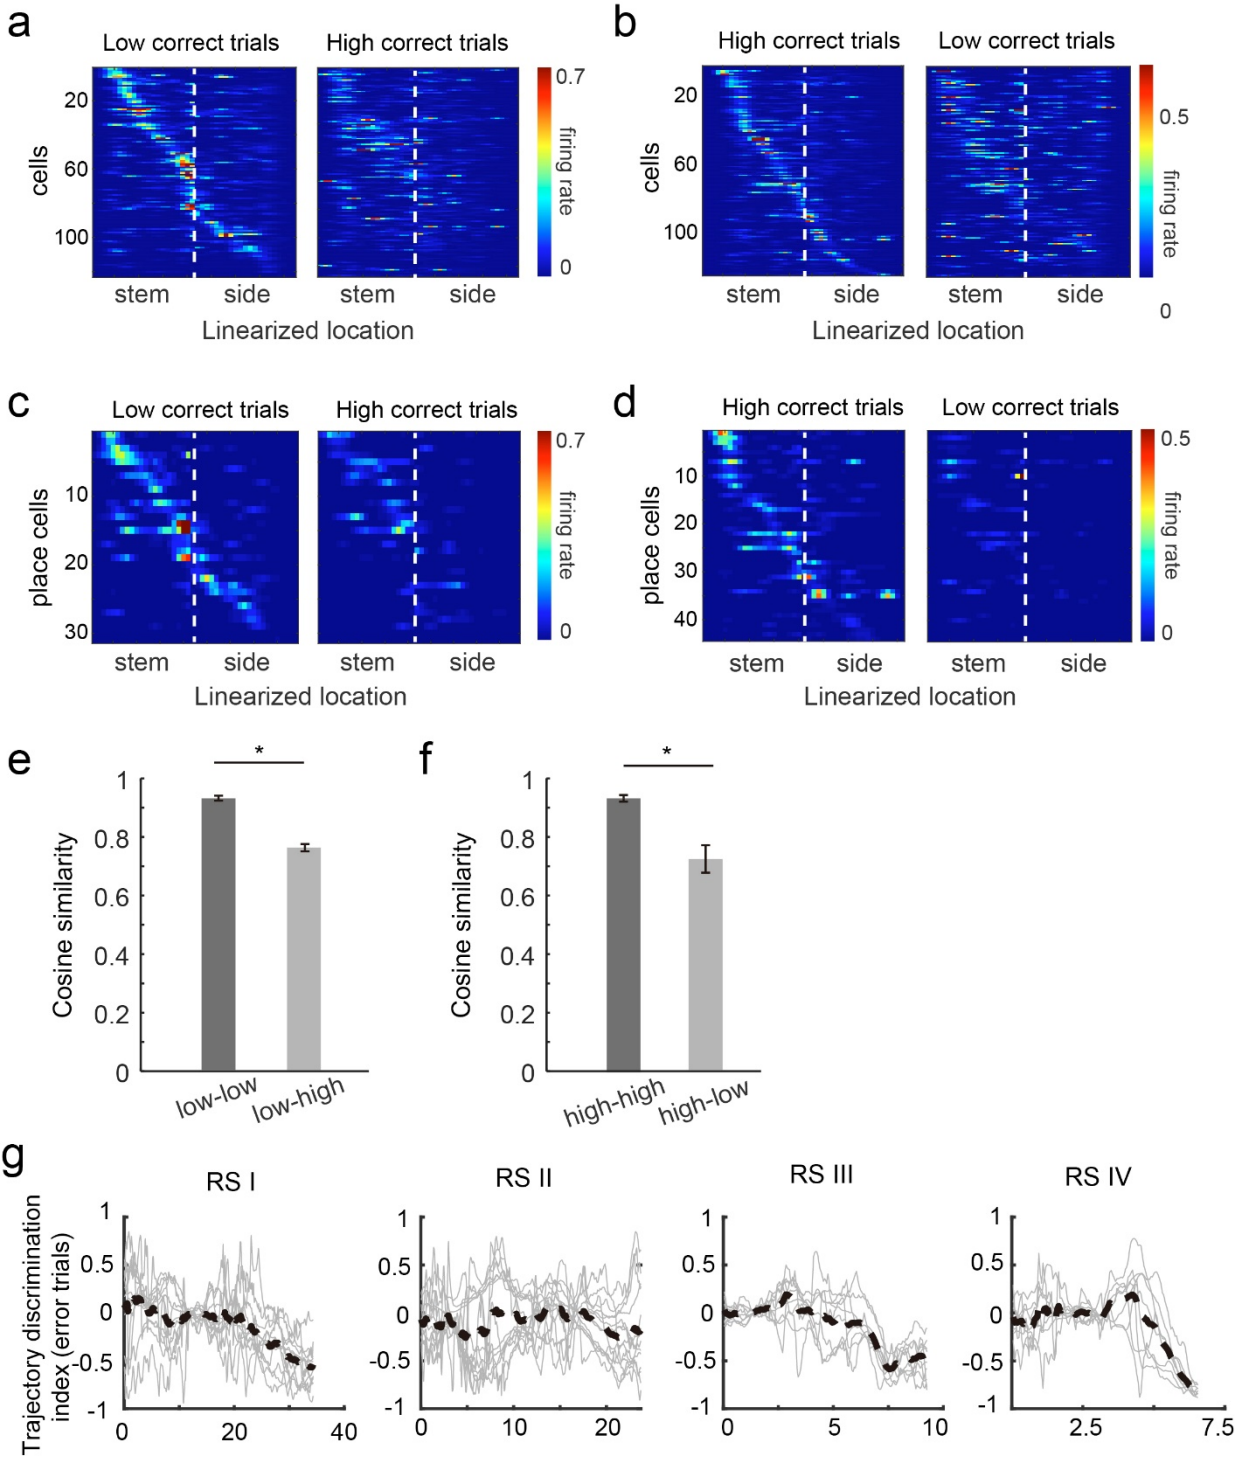 a
Low correct trials
High correct trials
cells
20
60
100
stem
side
stem
side
Linearized location
0.7
firing rate
0
b
High correct trials
Low correct trials
cells
20
60
100
stem
side
stem
side
Linearized location
0.5
firing rate
0
c
Low correct trials
High correct trials
place cells
10
20
30
stem
side
stem
side
Linearized location
0.7
firing rate
0
d
High correct trials
Low correct trials
place cells
10
20
30
40
stem
side
stem
side
Linearized location
0.5
firing rate
0
e
*
Cosine similarity
1
0.8
0.6
0.4
0.2
0
low-low
low-high
f
*
Cosine similarity
1
0.8
0.6
0.4
0.2
0
high-high
high-low
g
Trajectory discrimination
index (error trials)
RS I
1
0.5
0
-0.5
-1
0
20
40
RS II
1
0.5
0
-0.5
-1
0
10
20
RS III
1
0.5
0
-0.5
-1
0
5
10
RS IV
1
0.5
0
-0.5
-1
2.5
7.5